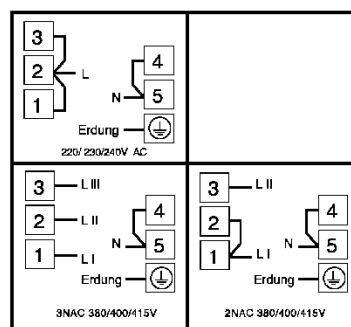 3
2 L
1
4
N 5
Erdung
220/ 230/240V AC
3 L III
2 L II
1 L I
4
N 5
Erdung
3NAC 380/400/415V
3 L II
2
1 L I
4
N 5
Erdung
2NAC 380/400/415V